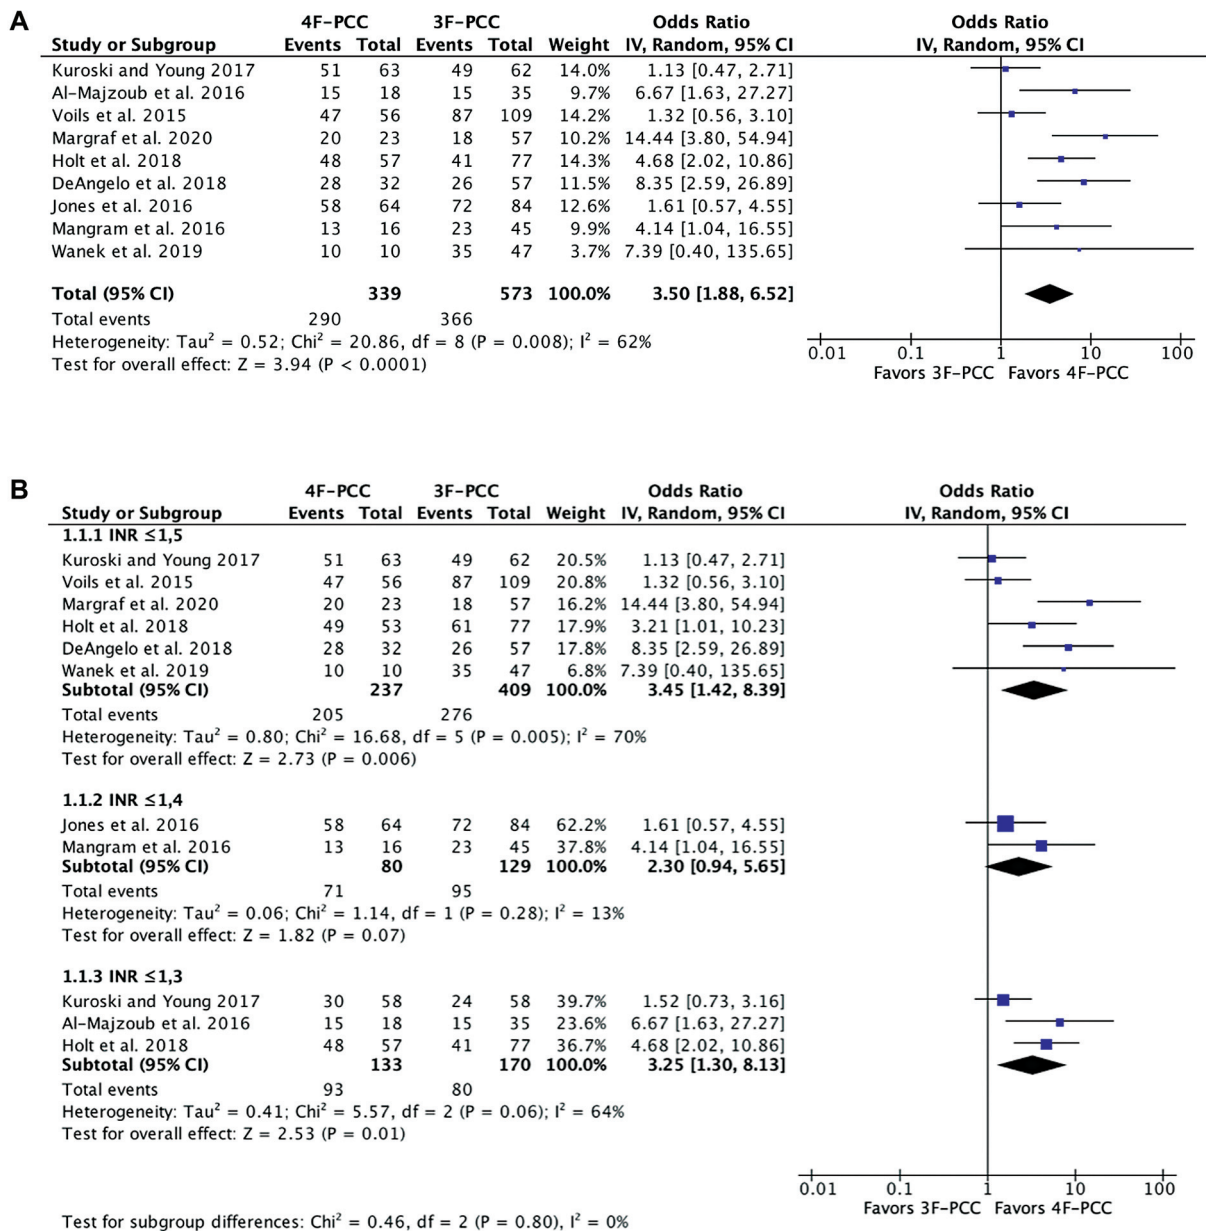 A
4F-PCC 3F-PCC Odds Ratio Odds Ratio
Study or Subgroup Events Total Events Total Weight IV, Random, 95% CI IV, Random, 95% CI
Kuroski and Young 2017 51 63 49 62 14.0% 1.13 [0.47, 2.71]
Al-Majzoub et al. 2016 15 18 15 35 9.7% 6.67 [1.63, 27.27]
Voils et al. 2015 47 56 87 109 14.2% 1.32 [0.56, 3.10]
Margraf et al. 2020 20 23 18 57 10.2% 14.44 [3.80, 54.94]
Holt et al. 2018 48 57 41 77 14.3% 4.68 [2.02, 10.86]
DeAngelo et al. 2018 28 32 26 57 11.5% 8.35 [2.59, 26.89]
Jones et al. 2016 58 64 72 84 12.6% 1.61 [0.57, 4.55]
Mangram et al. 2016 13 16 23 45 9.9% 4.14 [1.04, 16.55]
Wanek et al. 2019 10 10 35 47 3.7% 7.39 [0.40, 135.65]
Total (95% CI) 339 573 100.0% 3.50 [1.88, 6.52]
Total events 290 366
Heterogeneity: Tau² = 0.52; Chi² = 20.86, df = 8 (P = 0.008); I² = 62%
Test for overall effect: Z = 3.94 (P < 0.0001)
0.01 0.1 1 10 100
Favors 3F-PCC Favors 4F-PCC
B
4F-PCC 3F-PCC Odds Ratio Odds Ratio
Study or Subgroup Events Total Events Total Weight IV, Random, 95% CI IV, Random, 95% CI
1.1.1 INR ≤1,5
Kuroski and Young 2017 51 63 49 62 20.5% 1.13 [0.47, 2.71]
Voils et al. 2015 47 56 87 109 20.8% 1.32 [0.56, 3.10]
Margraf et al. 2020 20 23 18 57 16.2% 14.44 [3.80, 54.94]
Holt et al. 2018 49 53 61 77 17.9% 3.21 [1.01, 10.23]
DeAngelo et al. 2018 28 32 26 57 17.8% 8.35 [2.59, 26.89]
Wanek et al. 2019 10 10 35 47 6.8% 7.39 [0.40, 135.65]
Subtotal (95% CI) 237 409 100.0% 3.45 [1.42, 8.39]
Total events 205 276
Heterogeneity: Tau² = 0.80; Chi² = 16.68, df = 5 (P = 0.005); I² = 70%
Test for overall effect: Z = 2.73 (P = 0.006)
1.1.2 INR ≤1,4
Jones et al. 2016 58 64 72 84 62.2% 1.61 [0.57, 4.55]
Mangram et al. 2016 13 16 23 45 37.8% 4.14 [1.04, 16.55]
Subtotal (95% CI) 80 129 100.0% 2.30 [0.94, 5.65]
Total events 71 95
Heterogeneity: Tau² = 0.06; Chi² = 1.14, df = 1 (P = 0.28); I² = 13%
Test for overall effect: Z = 1.82 (P = 0.07)
1.1.3 INR ≤1,3
Kuroski and Young 2017 30 58 24 58 39.7% 1.52 [0.73, 3.16]
Al-Majzoub et al. 2016 15 18 15 35 23.6% 6.67 [1.63, 27.27]
Holt et al. 2018 48 57 41 77 36.7% 4.68 [2.02, 10.86]
Subtotal (95% CI) 133 170 100.0% 3.25 [1.30, 8.13]
Total events 93 80
Heterogeneity: Tau² = 0.41; Chi² = 5.57, df = 2 (P = 0.06); I² = 64%
Test for overall effect: Z = 2.53 (P = 0.01)
0.01 0.1 1 10 100
Favors 3F-PCC Favors 4F-PCC
Test for subgroup differences: Chi² = 0.46, df = 2 (P = 0.80), I² = 0%